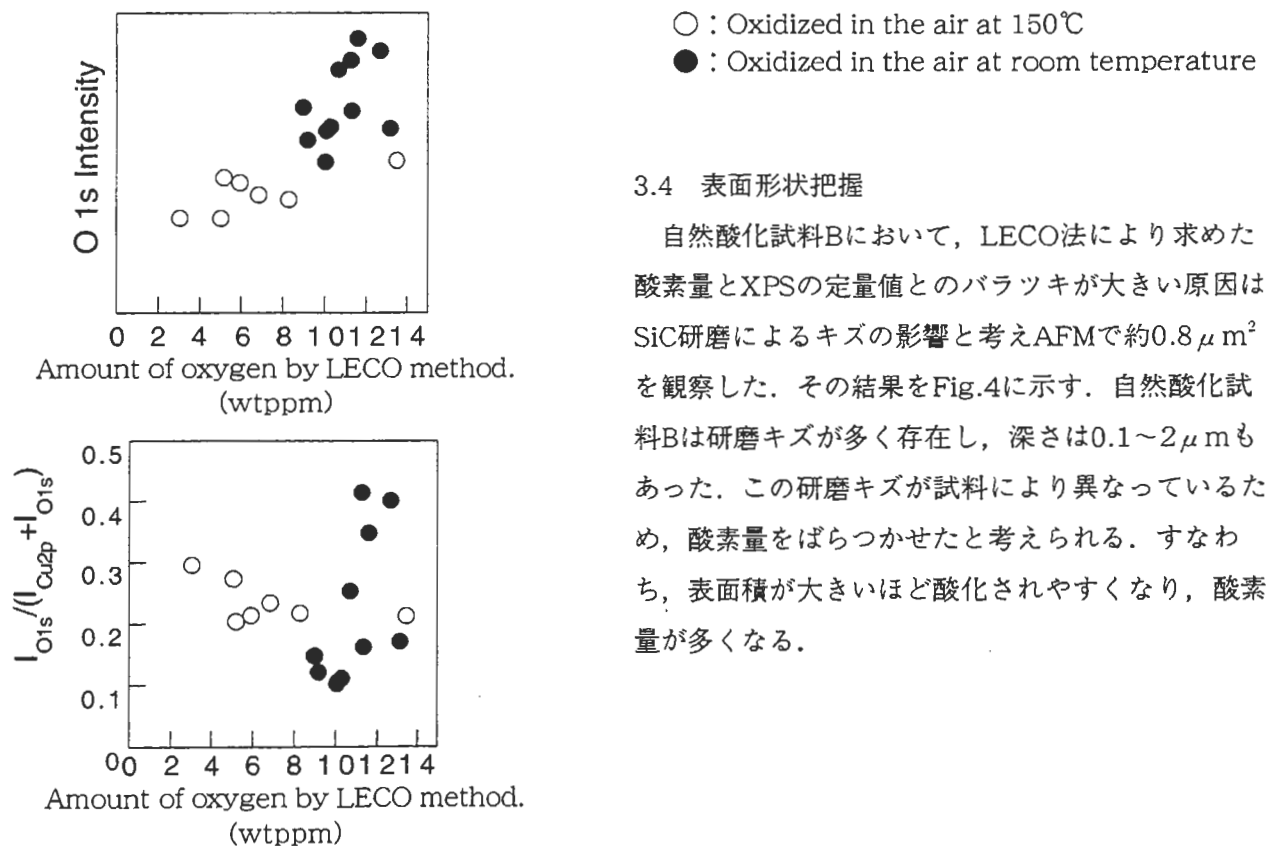 O 1s Intensity
0 2 4 6 8 10 12 14
Amount of oxygen by LECO method.
(wtppm)
I_O1s/(I_Cu2p+I_O1s)
0.5
0.4
0.3
0.2
0.1
0
0 2 4 6 8 10 12 14
Amount of oxygen by LECO method.
(wtppm)
○：Oxidized in the air at 150℃
●：Oxidized in the air at room temperature
3.4　表面形状把握
自然酸化試料Bにおいて，LECO法により求めた
酸素量とXPSの定量値とのバラツキが大きい原因は
SiC研磨によるキズの影響と考えAFMで約0.8μm²
を観察した．その結果をFig.4に示す．自然酸化試
料Bは研磨キズが多く存在し，深さは0.1～2μmも
あった．この研磨キズが試料により異なっているた
め，酸素量をばらつかせたと考えられる．すなわ
ち，表面積が大きいほど酸化されやすくなり，酸素
量が多くなる．